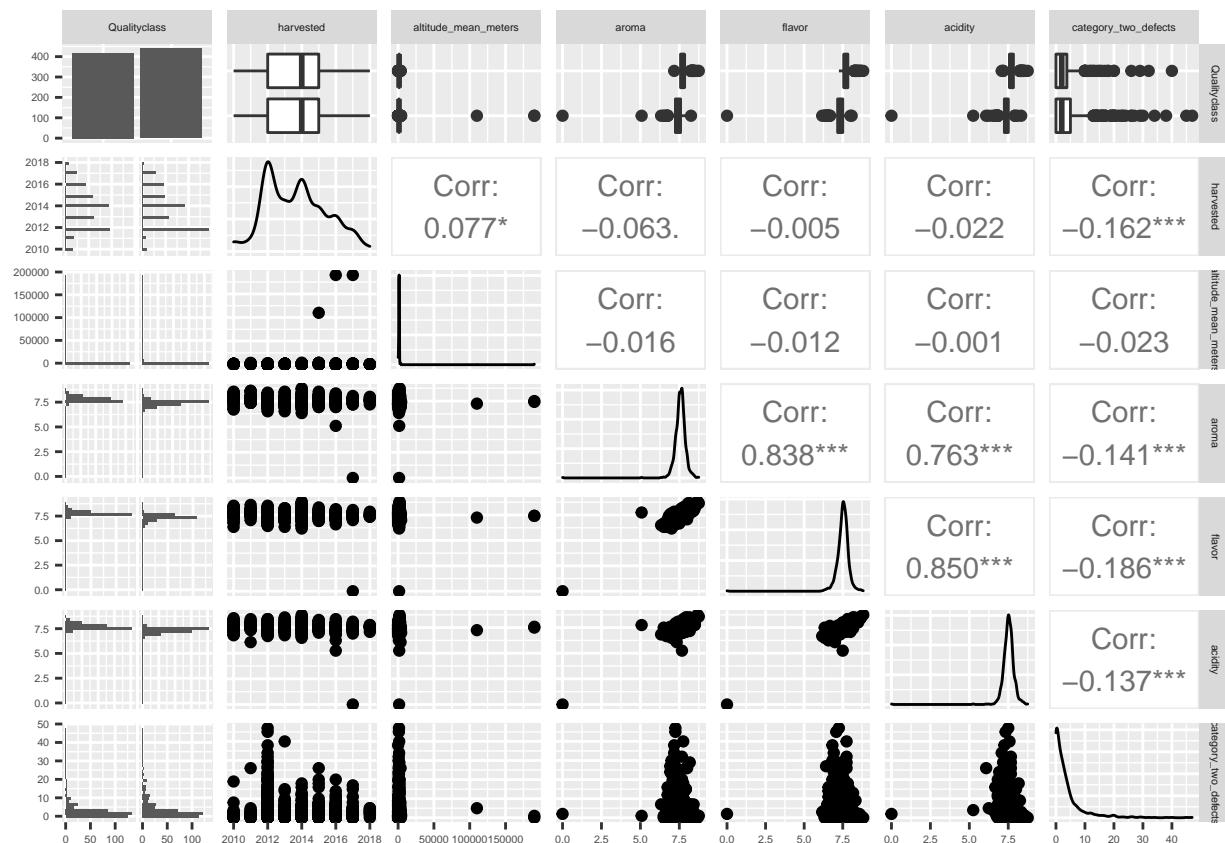 Qualityclass harvested altitude_mean_meters aroma flavor acidity category_two_defects
400
300
200
100
0
Qualityclass
2018
2016
2014
2012
2010
Corr:
0.077*
Corr:
−0.063.
Corr:
−0.005
Corr:
−0.022
Corr:
−0.162***
harvested
200000
150000
100000
50000
0
Corr:
−0.016
Corr:
−0.012
Corr:
−0.001
Corr:
−0.023
altitude_mean_meters
7.5
5.0
2.5
0.0
Corr:
0.838***
Corr:
0.763***
Corr:
−0.141***
aroma
7.5
5.0
2.5
0.0
Corr:
0.850***
Corr:
−0.186***
flavor
7.5
5.0
2.5
0.0
Corr:
−0.137***
acidity
50
40
30
20
10
0
category_two_defects
0 50 100 0 50 100 2010 2012 2014 2016 2018 0 50000 100000 150000 0.0 2.5 5.0 7.5 0.0 2.5 5.0 7.5 0.0 2.5 5.0 7.5 0 10 20 30 40